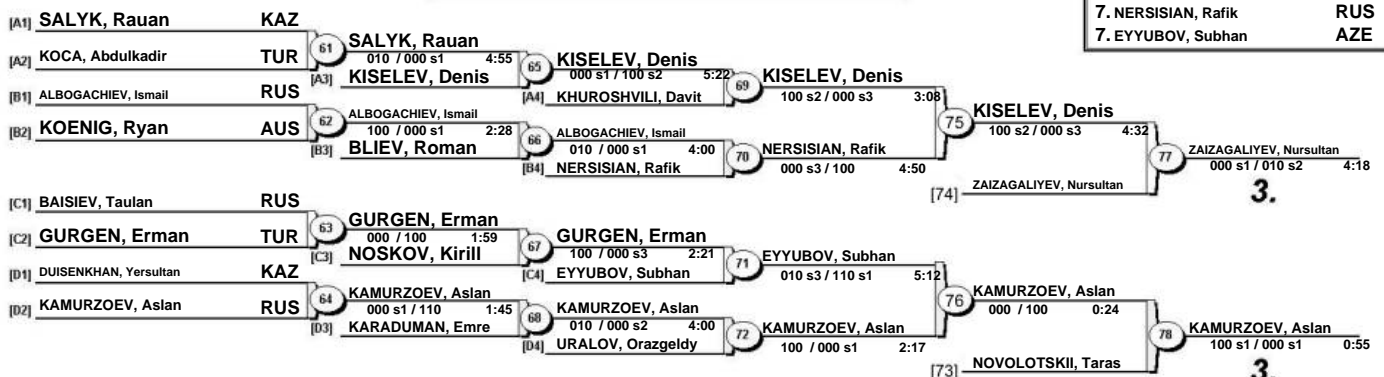 7. NERSISIAN, Rafik RUS
7. EYYUBOV, Subhan AZE
[A1] SALYK, Rauan KAZ
[A2] KOCA, Abdulkadir TUR
61
SALYK, Rauan
010 / 000 s1 4:55
[A3] KISELEV, Denis
65
KISELEV, Denis
000 s1 / 100 s2 5:22
[A4] KHUROSHVILI, Davit
69
KISELEV, Denis
100 s2 / 000 s3 3:08
[B1] ALBOGACHIEV, Ismail RUS
[B2] KOENIG, Ryan AUS
62
ALBOGACHIEV, Ismail
100 / 000 s1 2:28
[B3] BLIEV, Roman
66
ALBOGACHIEV, Ismail
010 / 000 s1 4:00
[B4] NERSISIAN, Rafik
70
NERSISIAN, Rafik
000 s3 / 100 4:50
75
KISELEV, Denis
100 s2 / 000 s3 4:32
[74] ZAIZAGALIYEV, Nursultan
77
ZAIZAGALIYEV, Nursultan
000 s1 / 010 s2 4:18
3.
[C1] BAISIEV, Taulan RUS
[C2] GURGEN, Erman TUR
63
GURGEN, Erman
000 / 100 1:59
[C3] NOSKOV, Kirill
67
GURGEN, Erman
100 / 000 s3 2:21
[C4] EYYUBOV, Subhan
71
EYYUBOV, Subhan
010 s3 / 110 s1 5:12
[D1] DUISENKHAN, Yersultan KAZ
[D2] KAMURZOEV, Aslan RUS
64
KAMURZOEV, Aslan
000 s1 / 110 1:45
[D3] KARADUMAN, Emre
68
KAMURZOEV, Aslan
010 / 000 s2 4:00
[D4] URALOV, Orazgeldy
72
KAMURZOEV, Aslan
100 / 000 s1 2:17
76
KAMURZOEV, Aslan
000 / 100 0:24
[73] NOVOLOTSKII, Taras
78
KAMURZOEV, Aslan
100 s1 / 000 s1 0:55
3.